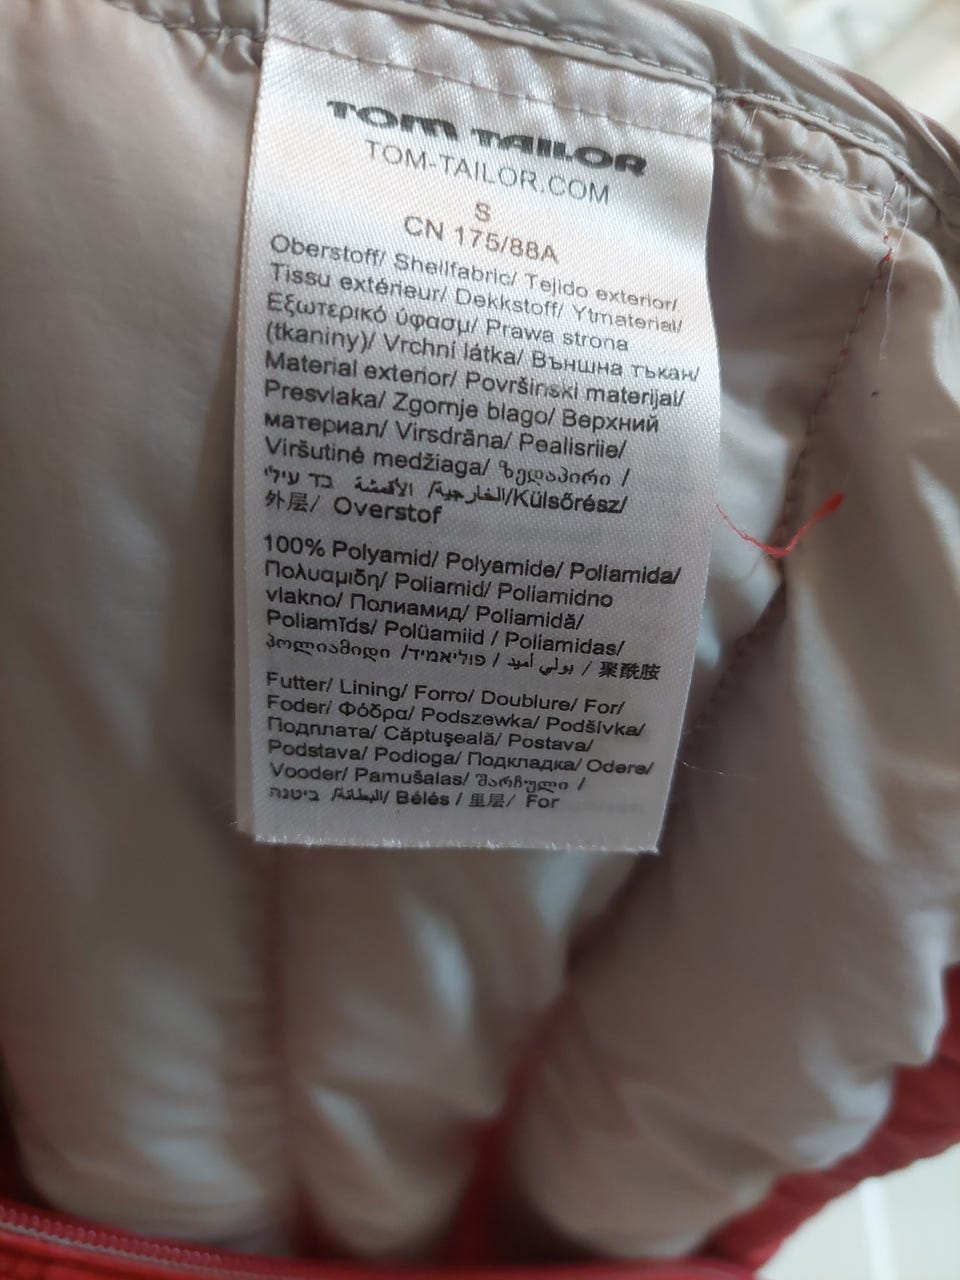 TOM TAILOR
TOM-TAILOR.COM
S
CN 175/88A
Oberstoff/ Shellfabric/ Tejido exterior/
Tissu extérieur/ Dekkstoff/ Ytmaterial/
Εξωτερικό ύφασμ/ Prawa strona
(tkaniny)/ Vrchní látka/ Външна тъкан/
Material exterior/ Površinski materijal/
Presvlaka/ Zgornje blago/ Верхний
материал/ Virsdrāna/ Pealisriie/
Viršutinė medžiaga/ ზედაპირი /
בד עילי/ الأقمشة الخارجية/Külsőrész/
外层/ Overstof
100% Polyamid/ Polyamide/ Poliamida/
Πολυαμιδη/ Poliamid/ Poliamidno
vlakno/ Полиамид/ Poliamidă/
Poliamīds/ Polüamiid / Poliamidas/
პოლიამიდი /פוליאמיד / بولي أميد / 聚酰胺
Futter/ Lining/ Forro/ Doublure/ For/
Foder/ Φόδρα/ Podszewka/ Podšívka/
Подплата/ Căptuşeală/ Postava/
Podstava/ Podloga/ Подкладка/ Odere/
Vooder/ Pamušalas/ შარჩული /
ביטנה /البطانة/ Bélés / 里层/ For